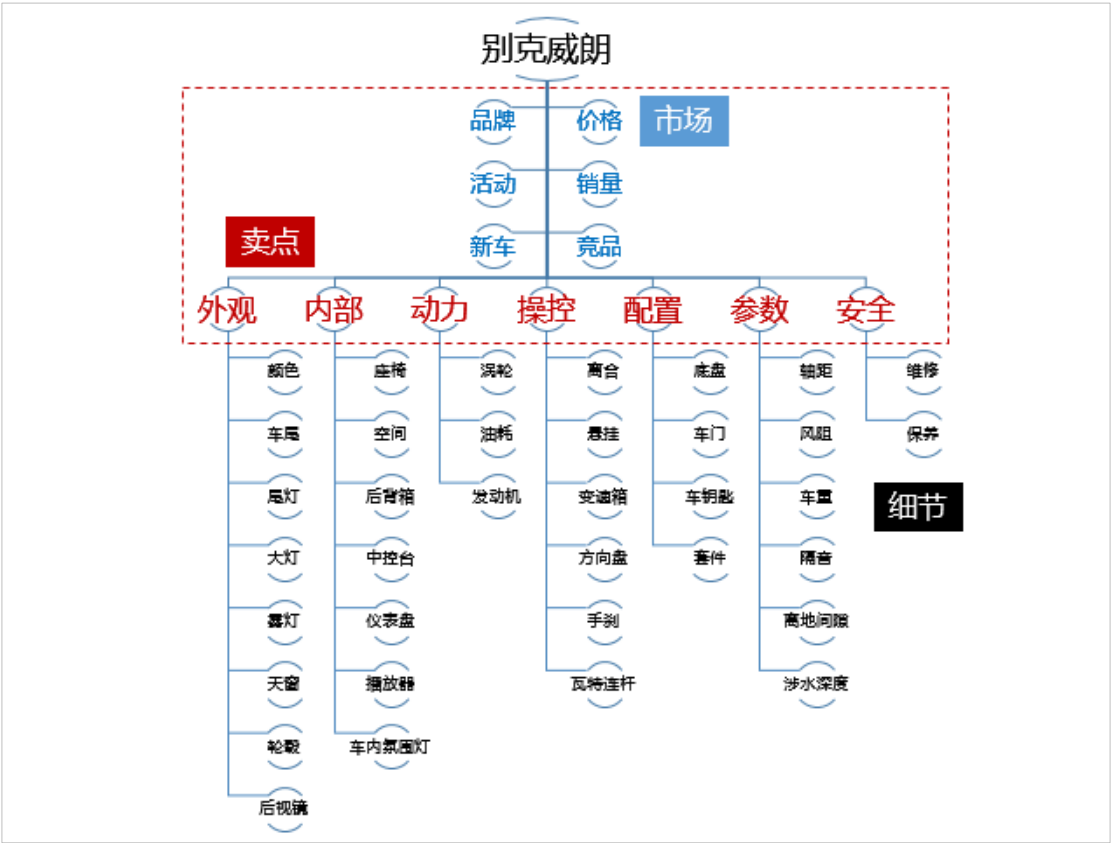 别克威朗
品牌 价格 市场
活动 销量
卖点 新车 竞品
外观 内部 动力 操控 配置 参数 安全
颜色 座椅 涡轮 离合 底盘 轴距 维修
车尾 空间 油耗 悬挂 车门 风阻 保养
尾灯 后背箱 发动机 变速箱 车钥匙 车重 细节
大灯 中控台 方向盘 套件 隔音
雾灯 仪表盘 手刹 离地间隙
天窗 播放器 瓦特连杆 涉水深度
轮毂 车内氛围灯
后视镜